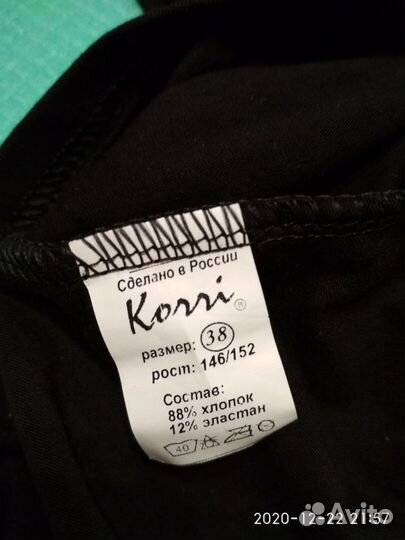 Сделано в России
Korri ®
размер: 38
рост: 146/152
Состав:
88% хлопок
12% эластан
40
2020-12-22 21:57
Avito